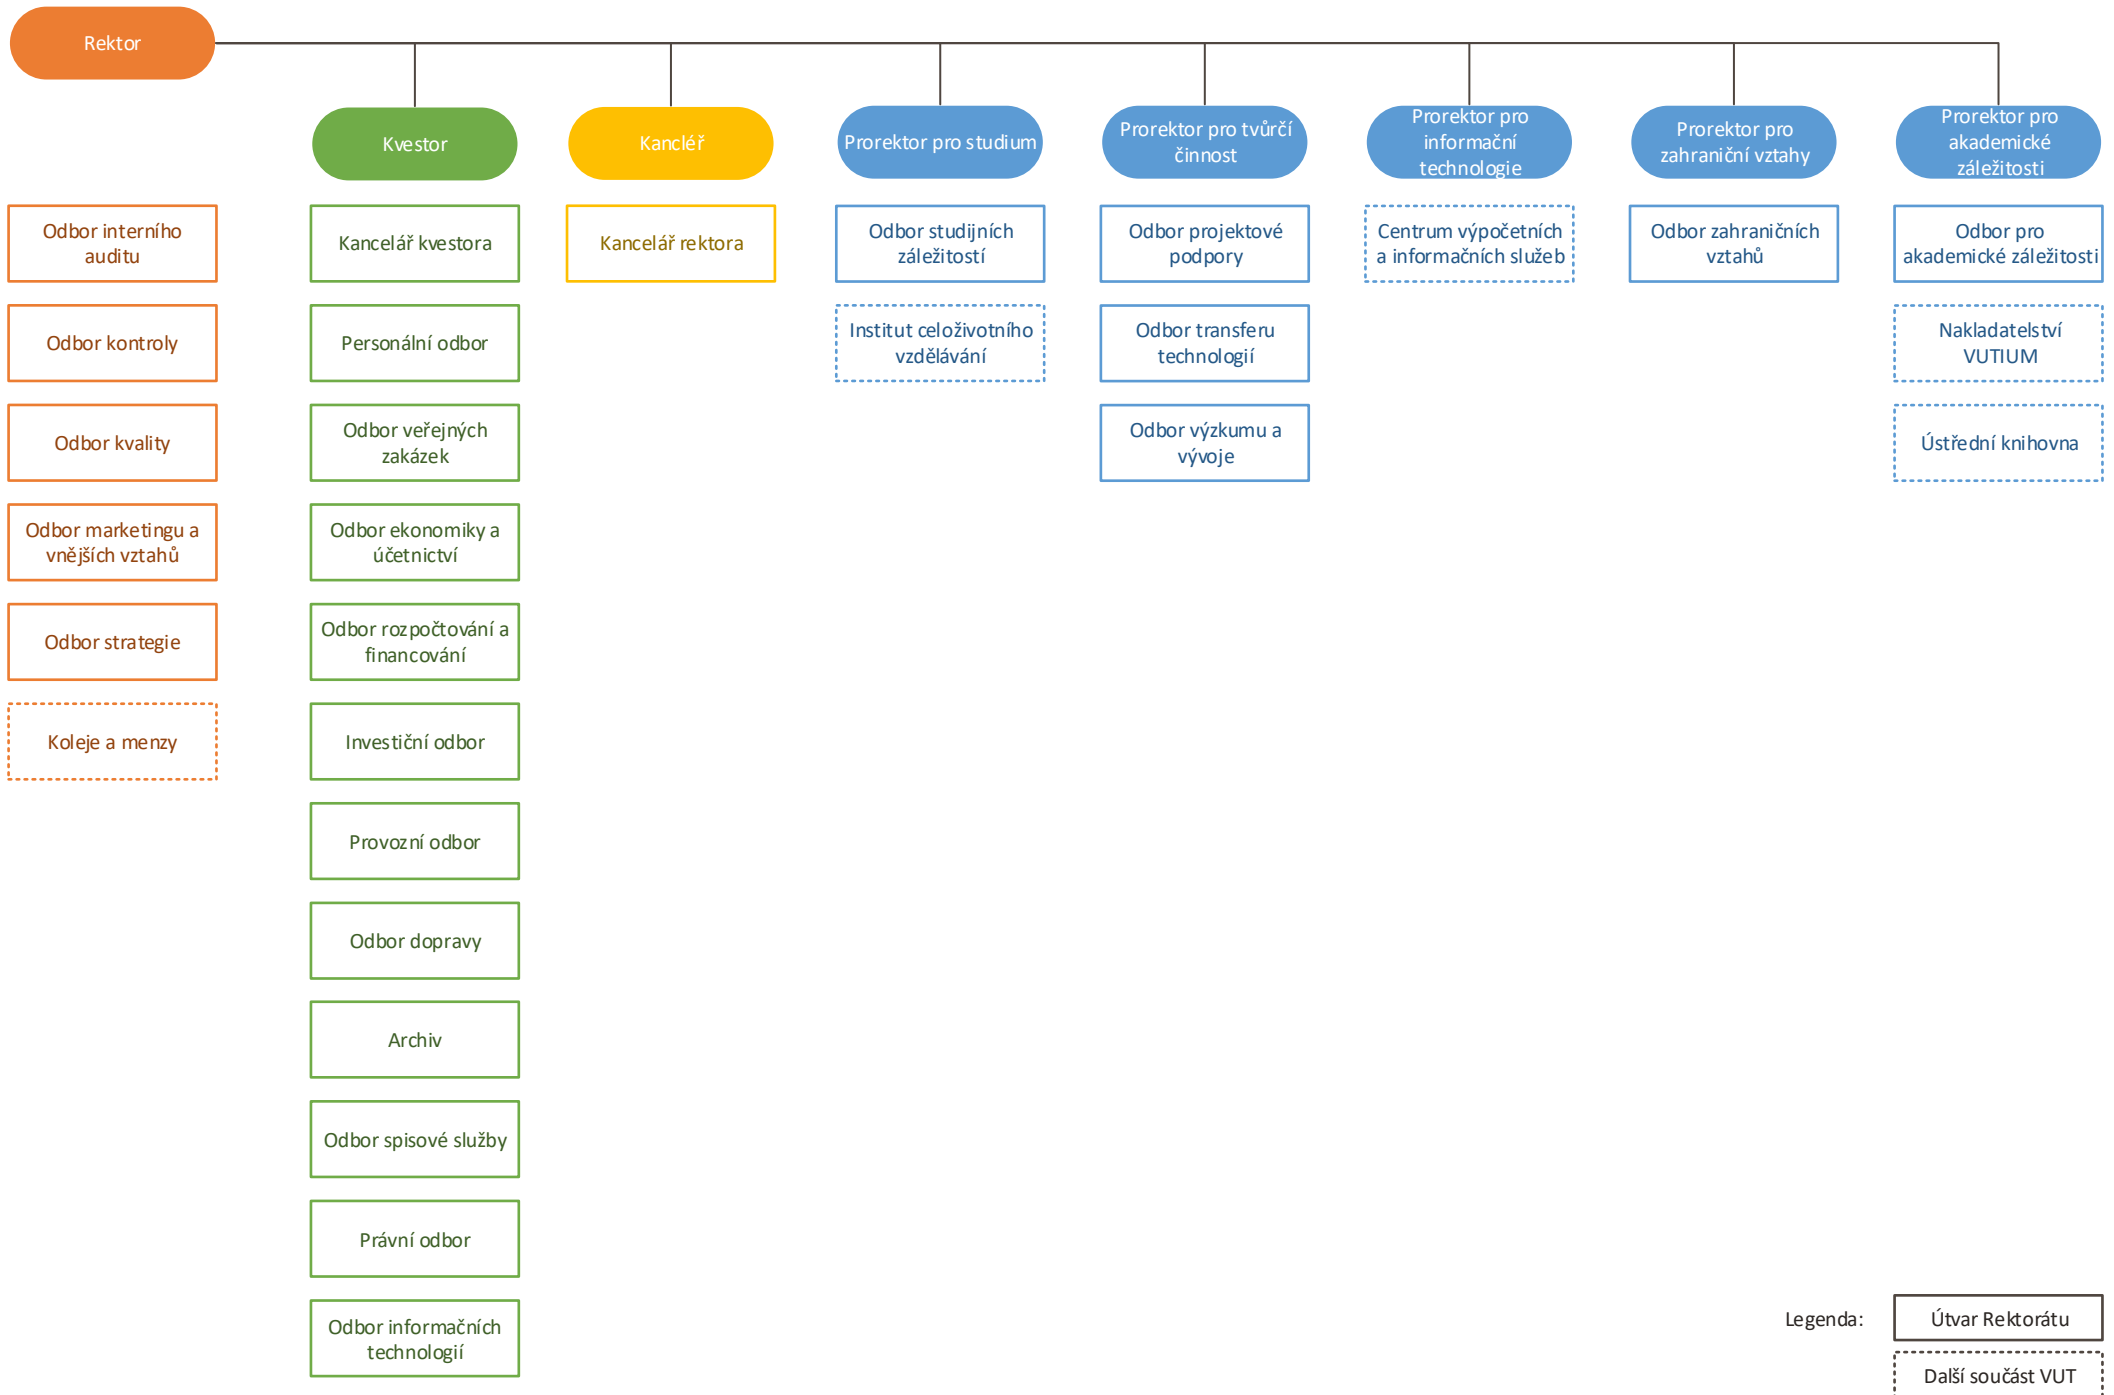 Rektor
Kvestor
Kancléř
Prorektor pro studium
Prorektor pro tvůrčí
činnost
Prorektor pro
informační
technologie
Prorektor pro
zahraniční vztahy
Prorektor pro
akademické
záležitosti
Odbor interního
auditu
Odbor kontroly
Odbor kvality
Odbor marketingu a
vnějších vztahů
Odbor strategie
Koleje a menzy
Kancelář kvestora
Personální odbor
Odbor veřejných
zakázek
Odbor ekonomiky a
účetnictví
Odbor rozpočtování a
financování
Investiční odbor
Provozní odbor
Odbor dopravy
Archiv
Odbor spisové služby
Právní odbor
Odbor informačních
technologií
Kancelář rektora
Odbor studijních
záležitostí
Institut celoživotního
vzdělávání
Odbor projektové
podpory
Odbor transferu
technologií
Odbor výzkumu a
vývoje
Centrum výpočetních
a informačních služeb
Odbor zahraničních
vztahů
Odbor pro
akademické záležitosti
Nakladatelství
VUTIUM
Ústřední knihovna
Legenda:
Útvar Rektorátu
Další součást VUT